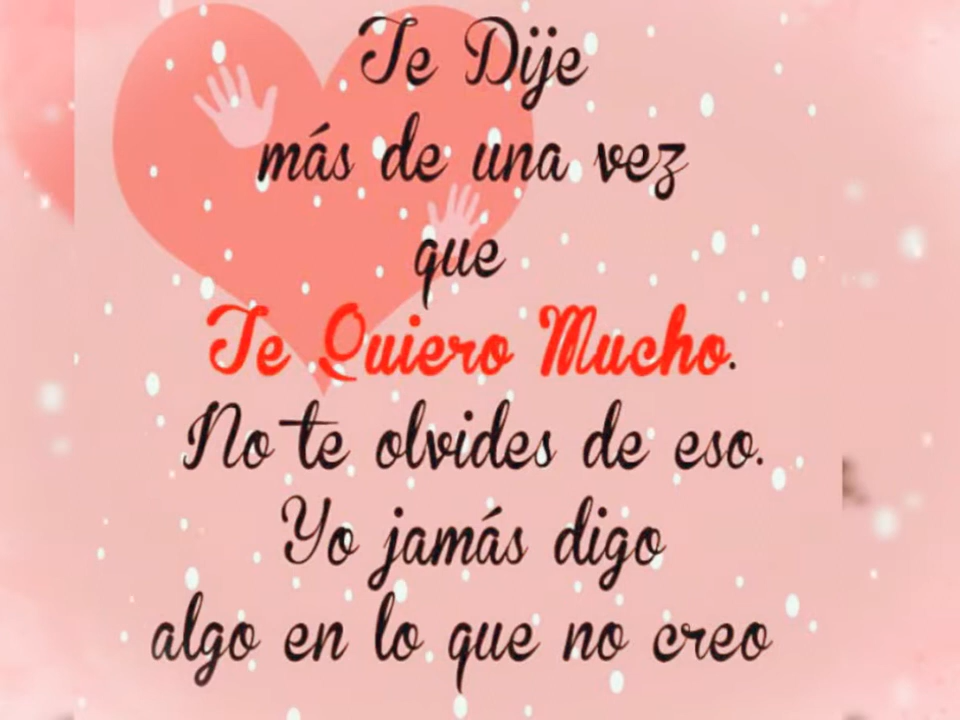 Te Dije
más de una vez
que
Te Quiero Mucho.
No te olvides de eso.
Yo jamás digo
algo en lo que no creo